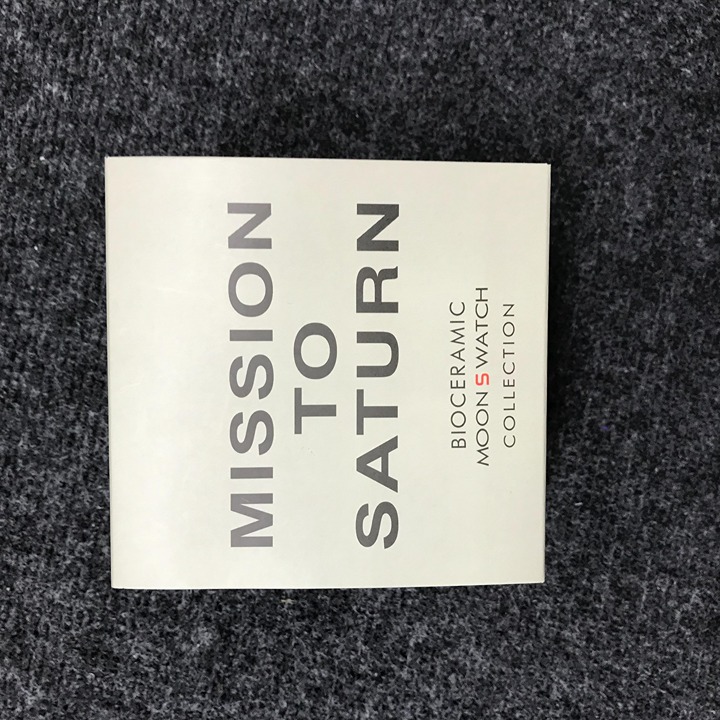 MISSION
TO
SATURN
BIOCERAMIC
MOONSWATCH
COLLECTION